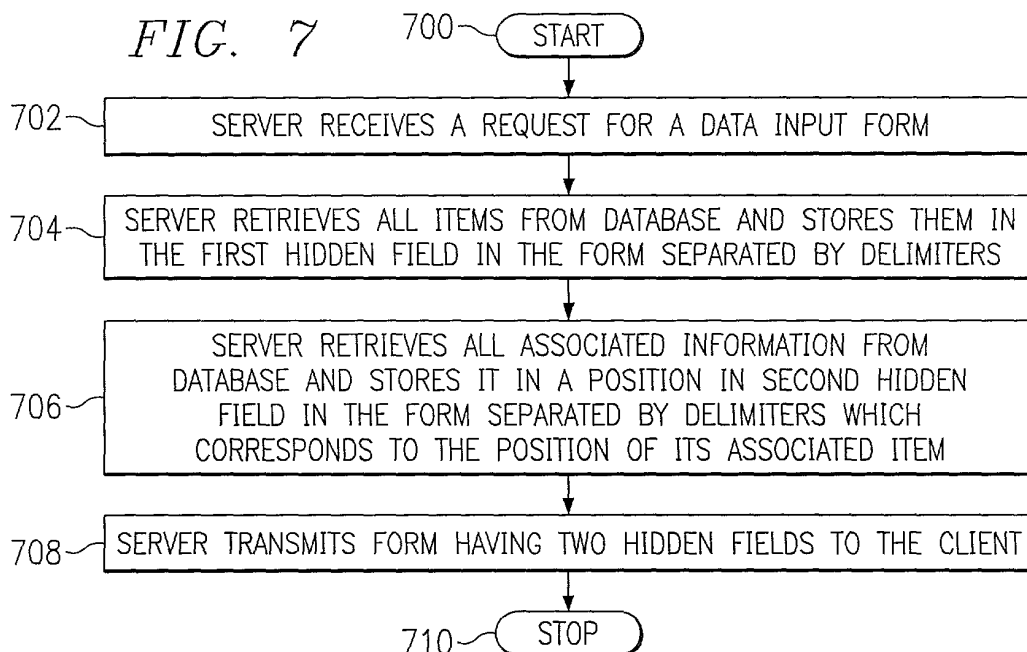 FIG. 7
700 START
702 SERVER RECEIVES A REQUEST FOR A DATA INPUT FORM
704 SERVER RETRIEVES ALL ITEMS FROM DATABASE AND STORES THEM IN
THE FIRST HIDDEN FIELD IN THE FORM SEPARATED BY DELIMITERS
706 SERVER RETRIEVES ALL ASSOCIATED INFORMATION FROM
DATABASE AND STORES IT IN A POSITION IN SECOND HIDDEN
FIELD IN THE FORM SEPARATED BY DELIMITERS WHICH
CORRESPONDS TO THE POSITION OF ITS ASSOCIATED ITEM
708 SERVER TRANSMITS FORM HAVING TWO HIDDEN FIELDS TO THE CLIENT
710 STOP